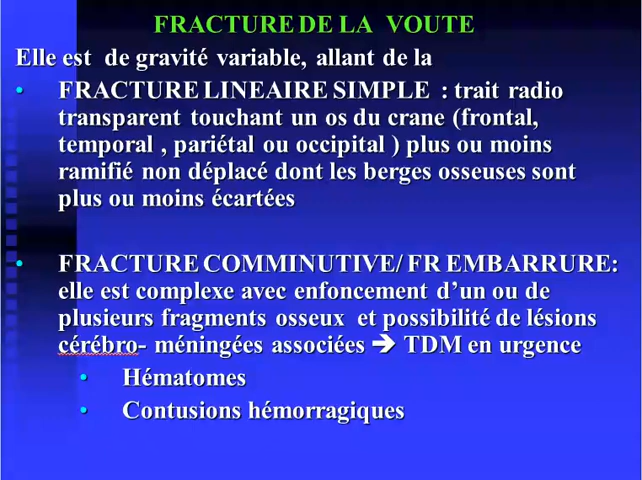 FRACTURE DE LA VOUTE
Elle est de gravité variable, allant de la
• FRACTURE LINEAIRE SIMPLE : trait radio
transparent touchant un os du crane (frontal,
temporal , pariétal ou occipital ) plus ou moins
ramifié non déplacé dont les berges osseuses sont
plus ou moins écartées
• FRACTURE COMMINUTIVE/ FR EMBARRURE:
elle est complexe avec enfoncement d’un ou de
plusieurs fragments osseux et possibilité de lésions
cérébro- méningées associées ➔ TDM en urgence
• Hématomes
• Contusions hémorragiques